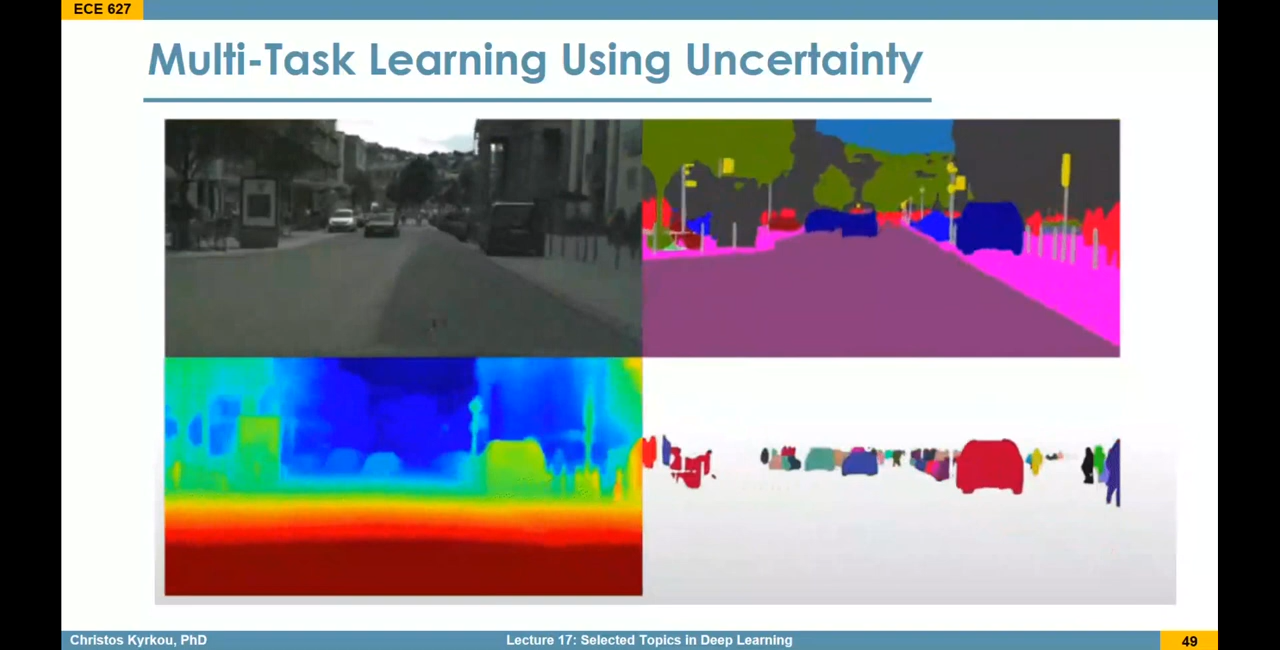 ECE 627
Multi-Task Learning Using Uncertainty
Christos Kyrkou, PhD
Lecture 17: Selected Topics in Deep Learning
49